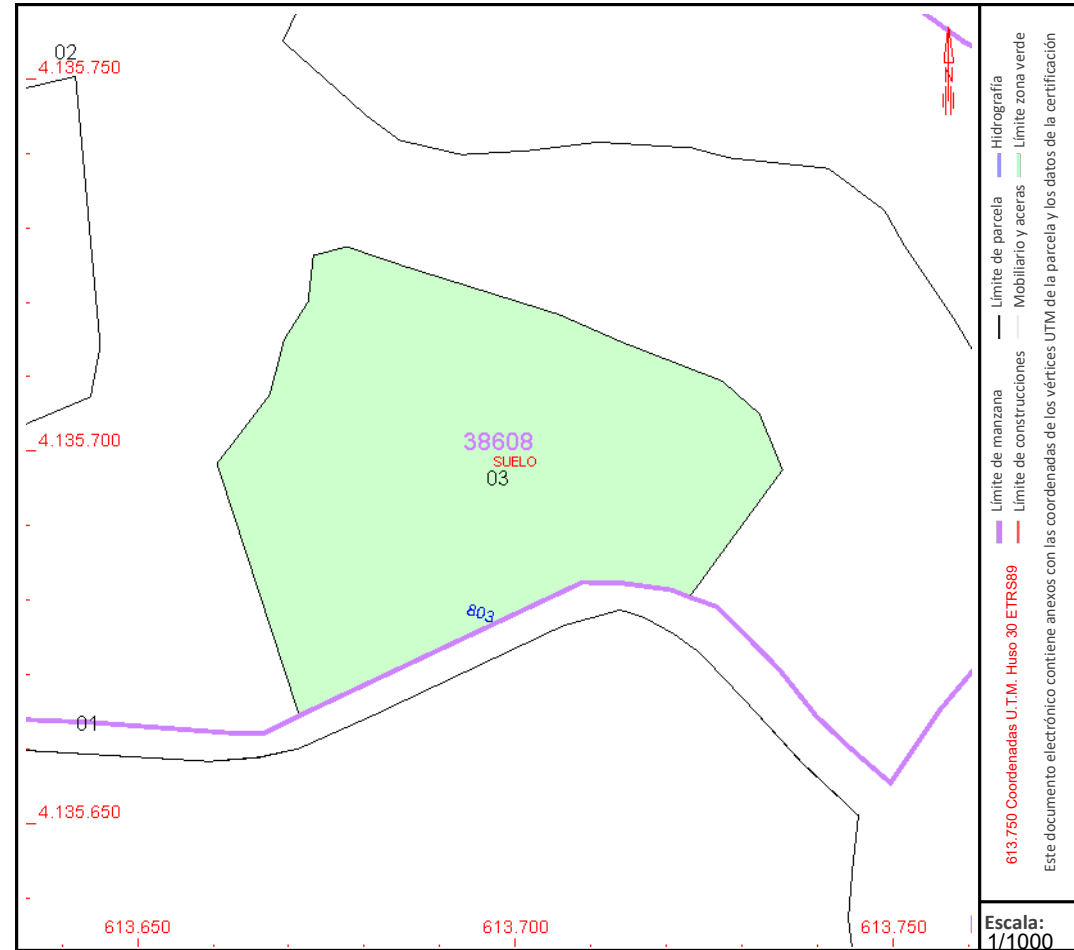 02
4.135.750
N
4.135.700
38608
SUELO
03
803
01
4.135.650
613.650
613.700
613.750
613.750 Coordenadas U.T.M. Huso 30 ETRS89
Límite de manzana
Límite de parcela
Hidrografía
Límite de construcciones
Mobiliario y aceras
Límite zona verde
Este documento electrónico contiene anexos con las coordenadas de los vértices UTM de la parcela y los datos de la certificación
Escala:
1/1000